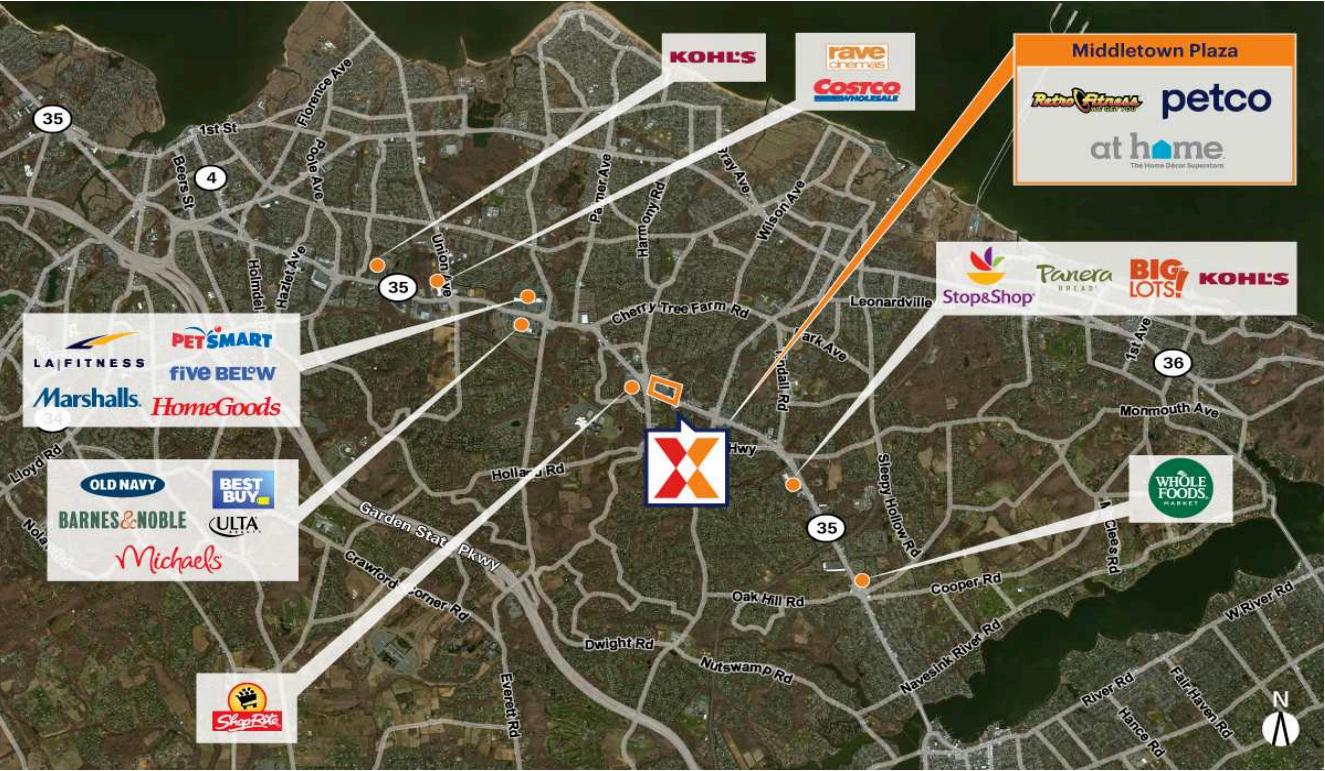 KOHL'S
rave
cinemas
COSTCO
WHOLESALE
Middletown Plaza
Retro Fitness
petco
at home
The Home Décor Superstore
35
Florence Ave
1st St
Beers St
4
Poole Ave
Palmer Ave
Harmony Rd
Wilson Ave
Union Ave
Hazlet Ave
35
Stop&Shop
Panera
BREAD
BIG
LOTS!
KOHL'S
Leonardville
Cherry Tree Farm Rd
1st Ave
36
LA|FITNESS
PETSMART
five BELOW
Marshalls.
HomeGoods
34
Monmouth Ave
Hwy
Lloyd Rd
Holland Rd
Sleepy Hollow Rd
OLD NAVY
BEST
BUY
BARNES&NOBLE
ULTA
BEAUTY
Michaels
WHOLE
FOODS
MARKET
Garden State Pkwy
35
Crawford Corner Rd
Oak Hill Rd
Cooper Rd
W River Rd
Dwight Rd
Nutswamp Rd
Navesink River Rd
River Rd
Fair Haven Rd
Hance Rd
Everett Rd
ShopRite
N